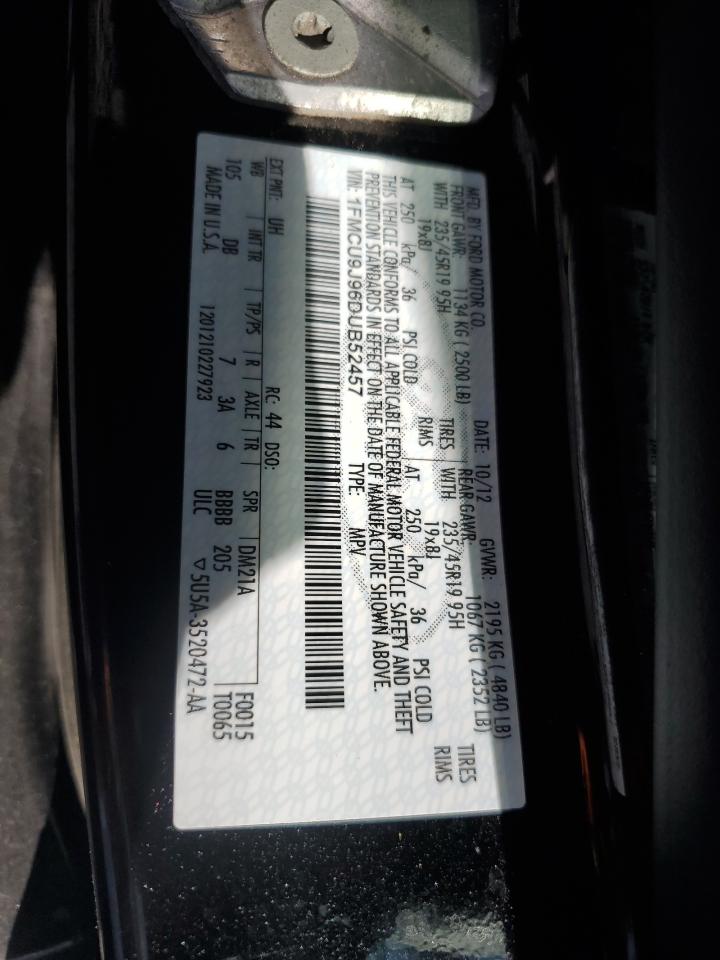 MFD. BY FORD MOTOR CO.
DATE: 10/12 GVWR: 2195 KG ( 4840 LB)
FRONT GAWR: 1134 KG ( 2500 LB) REAR GAWR: 1067 KG ( 2352 LB)
WITH 235/45R19 95H TIRES WITH 235/45R19 95H TIRES
19x8J RIMS 19x8J RIMS
AT 250 kPa/ 36 PSI COLD AT 250 kPa/ 36 PSI COLD
THIS VEHICLE CONFORMS TO ALL APPLICABLE FEDERAL MOTOR VEHICLE SAFETY AND THEFT
PREVENTION STANDARDS IN EFFECT ON THE DATE OF MANUFACTURE SHOWN ABOVE.
VIN: 1FMCU9J96DUB52457 TYPE: MPV
EXT PNT: UH RC: 44 DSO: F0015
WB INT TR TP/PS R AXLE TR SPR DM21A T0065
105 DB 7 3A 6 BBBB 205
MADE IN U.S.A. 1201210227923 ULC ▽5U5A-3520472-AA